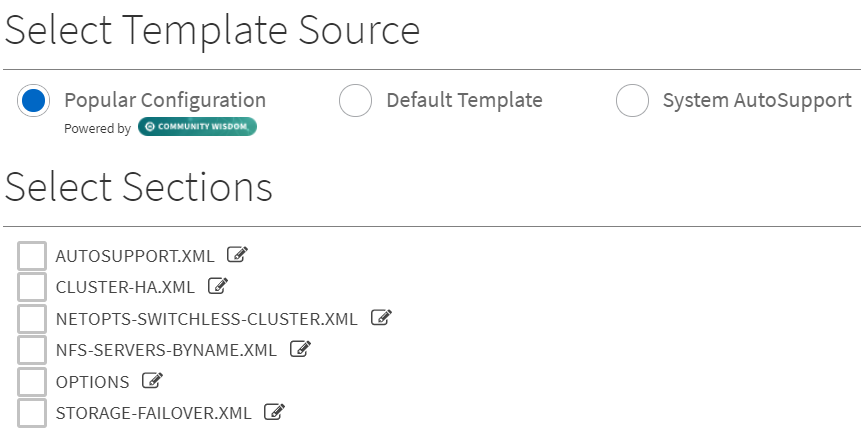 Select Template Source
Popular Configuration
Default Template
System AutoSupport
Powered by COMMUNITY WISDOM
Select Sections
AUTOSUPPORT.XML
CLUSTER-HA.XML
NETOPTS-SWITCHLESS-CLUSTER.XML
NFS-SERVERS-BYNAME.XML
OPTIONS
STORAGE-FAILOVER.XML